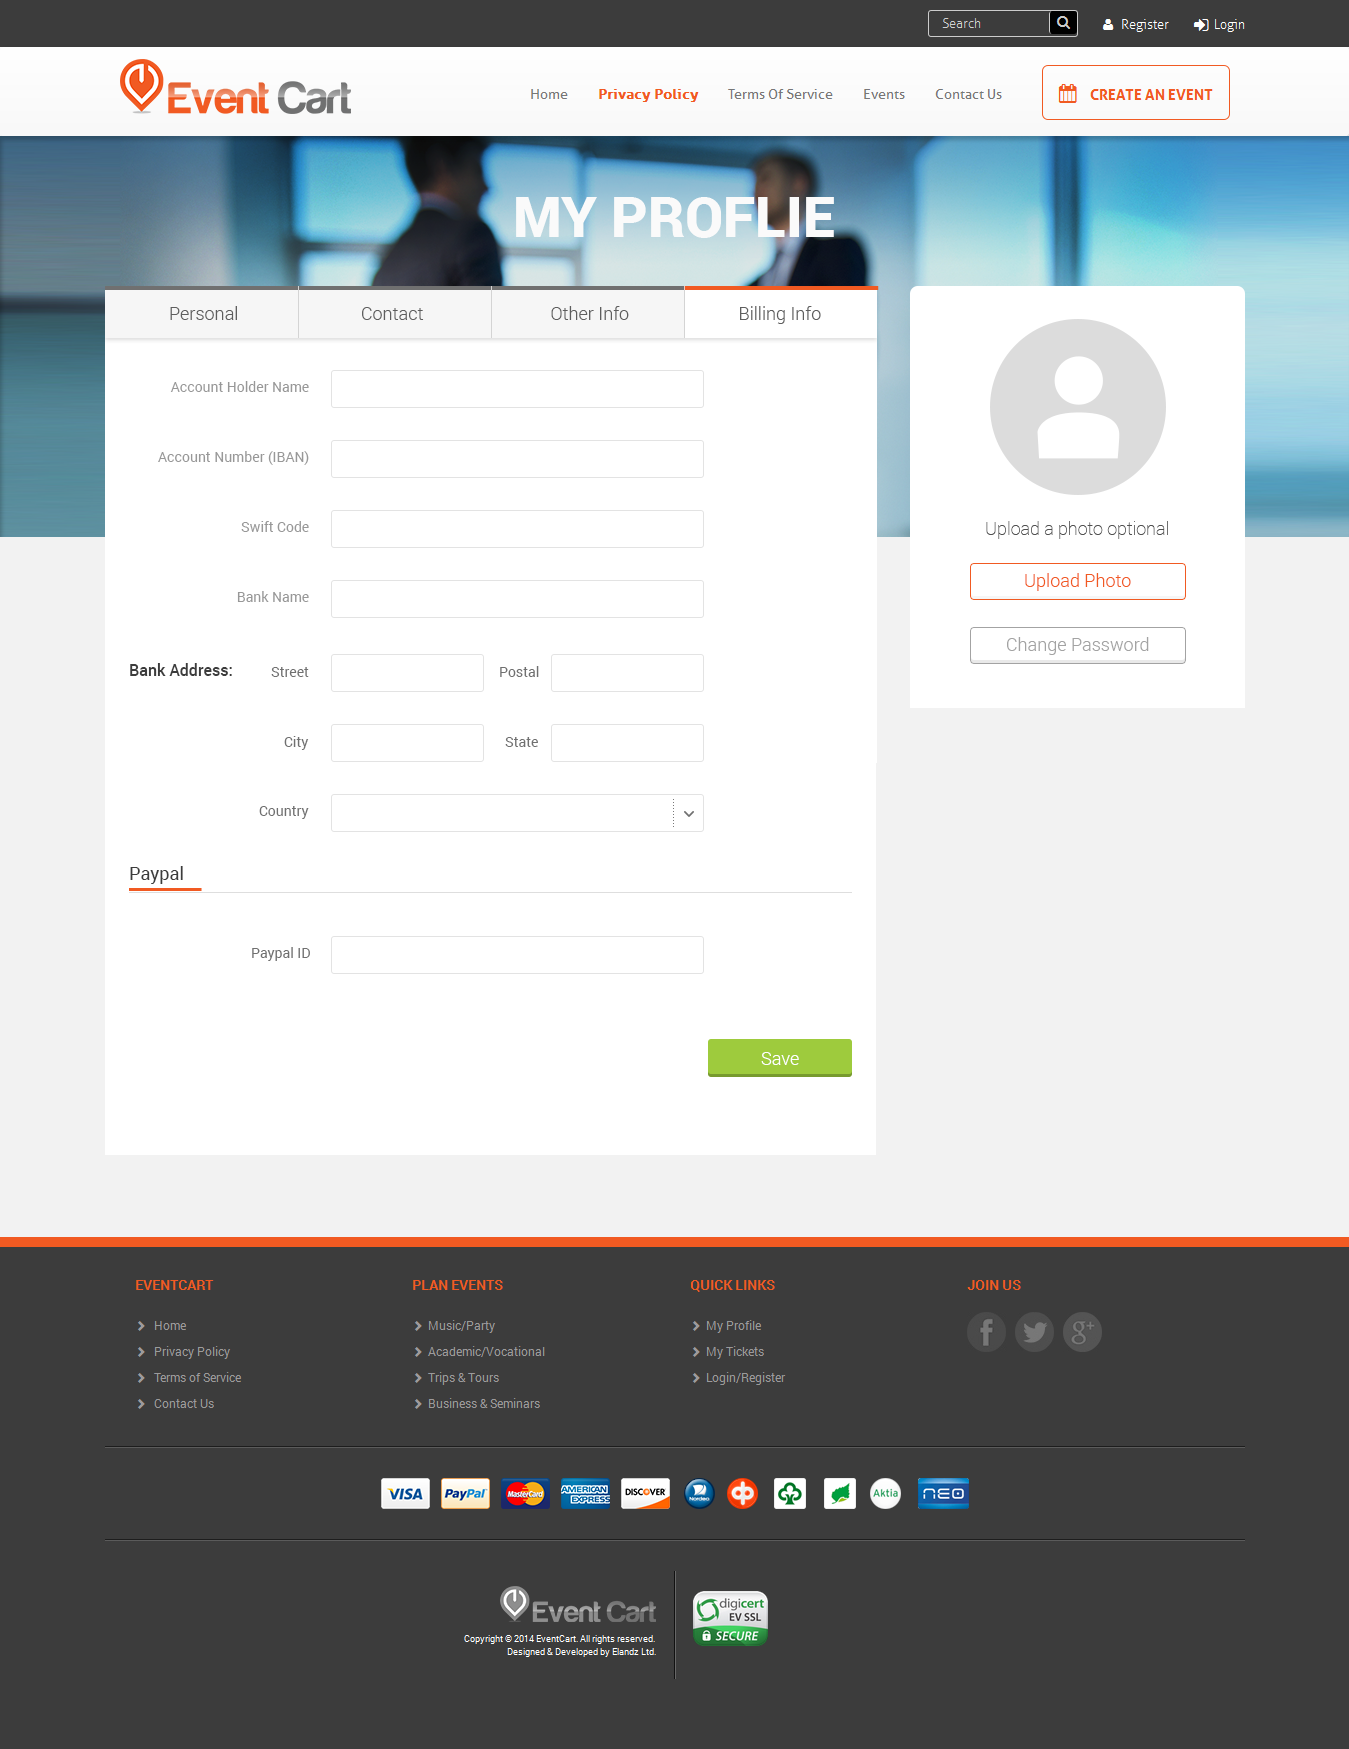 Search
Register
Login
Event Cart
Home
Privacy Policy
Terms Of Service
Events
Contact Us
CREATE AN EVENT
MY PROFLIE
Personal
Contact
Other Info
Billing Info
Account Holder Name
Account Number (IBAN)
Swift Code
Bank Name
Bank Address:
Street
Postal
City
State
Country
Paypal
Paypal ID
Save
Upload a photo optional
Upload Photo
Change Password
EVENTCART
Home
Privacy Policy
Terms of Service
Contact Us
PLAN EVENTS
Music/Party
Academic/Vocational
Trips & Tours
Business & Seminars
QUICK LINKS
My Profile
My Tickets
Login/Register
JOIN US
f
g+
VISA
PayPal
MasterCard
AMERICAN EXPRESS
DISCOVER
Nordea
Aktia
neo
Event Cart
Copyright © 2014 EventCart. All rights reserved.
Designed & Developed by Elandz Ltd.
digicert
EV SSL
SECURE